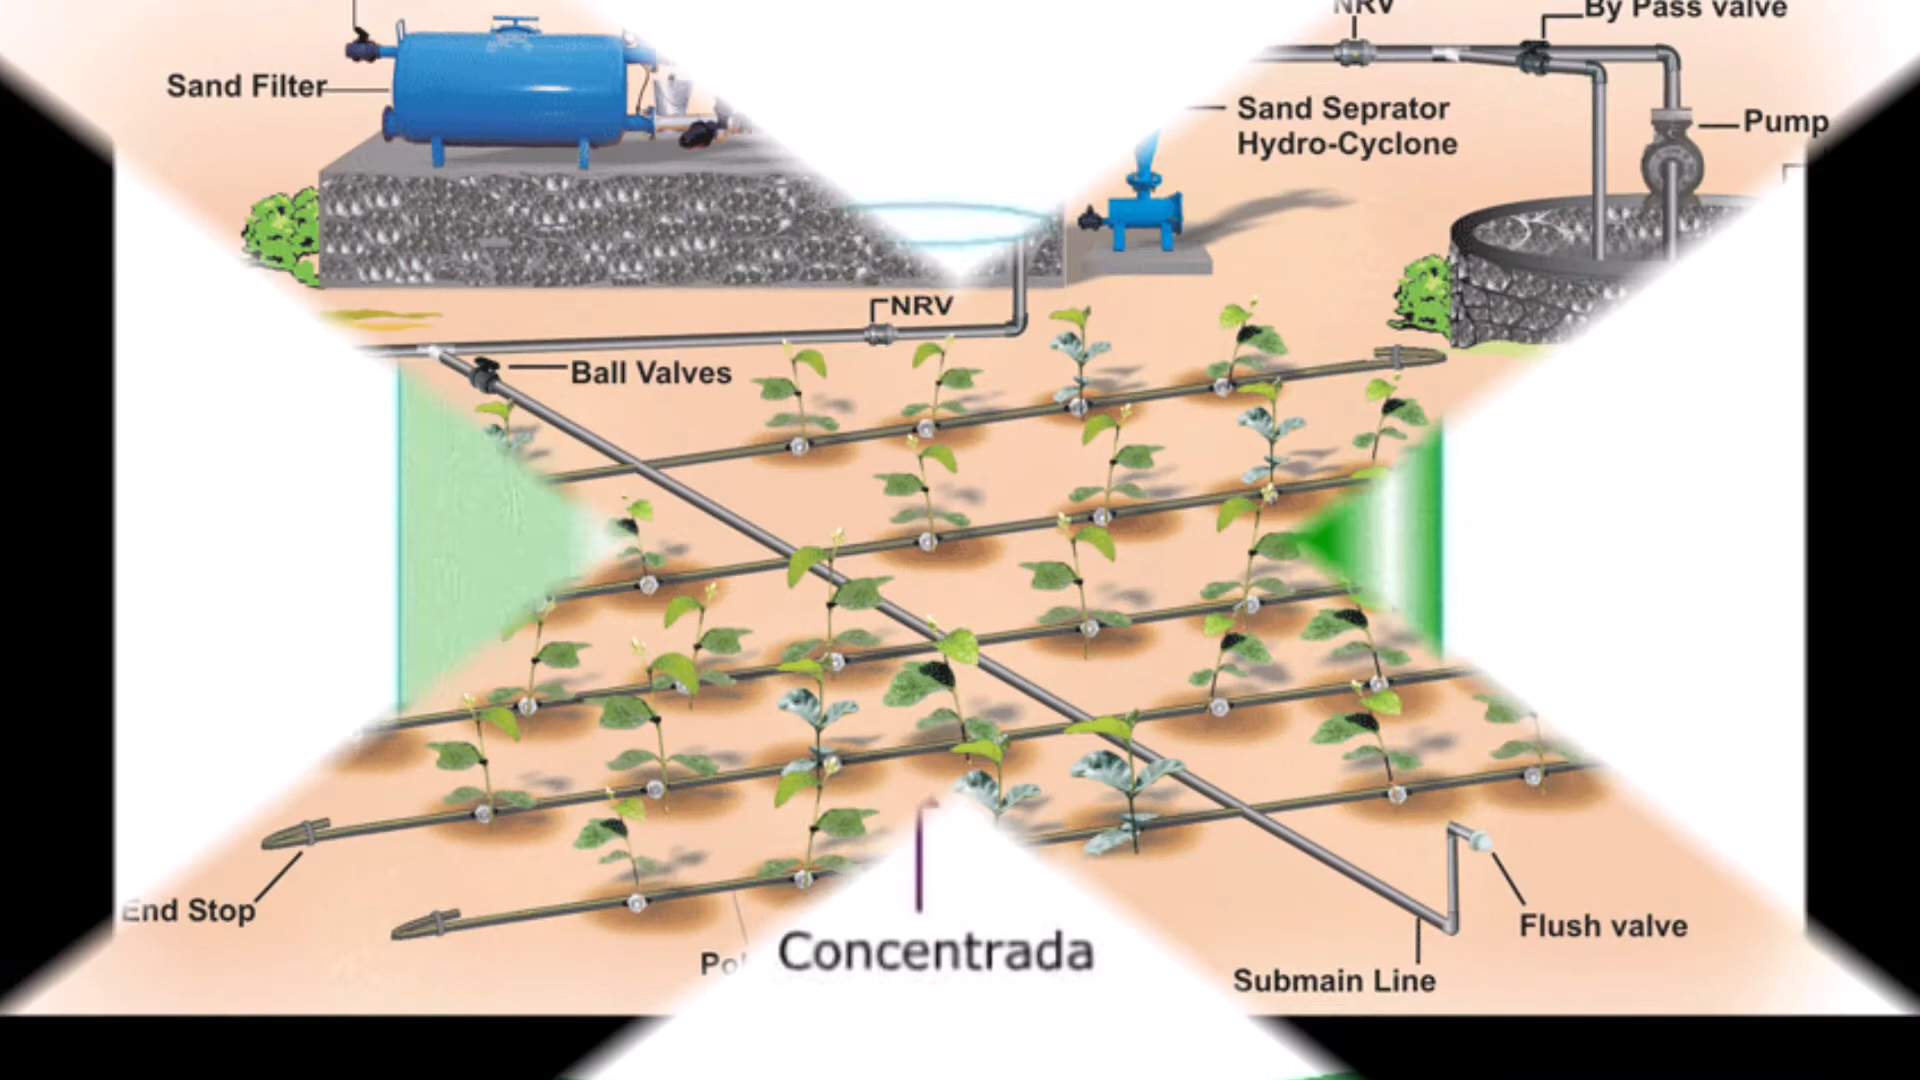 NRV
By Pass valve
Sand Filter
Sand Seprator
Hydro-Cyclone
Pump
NRV
Ball Valves
End Stop
Flush valve
Concentrada
Submain Line